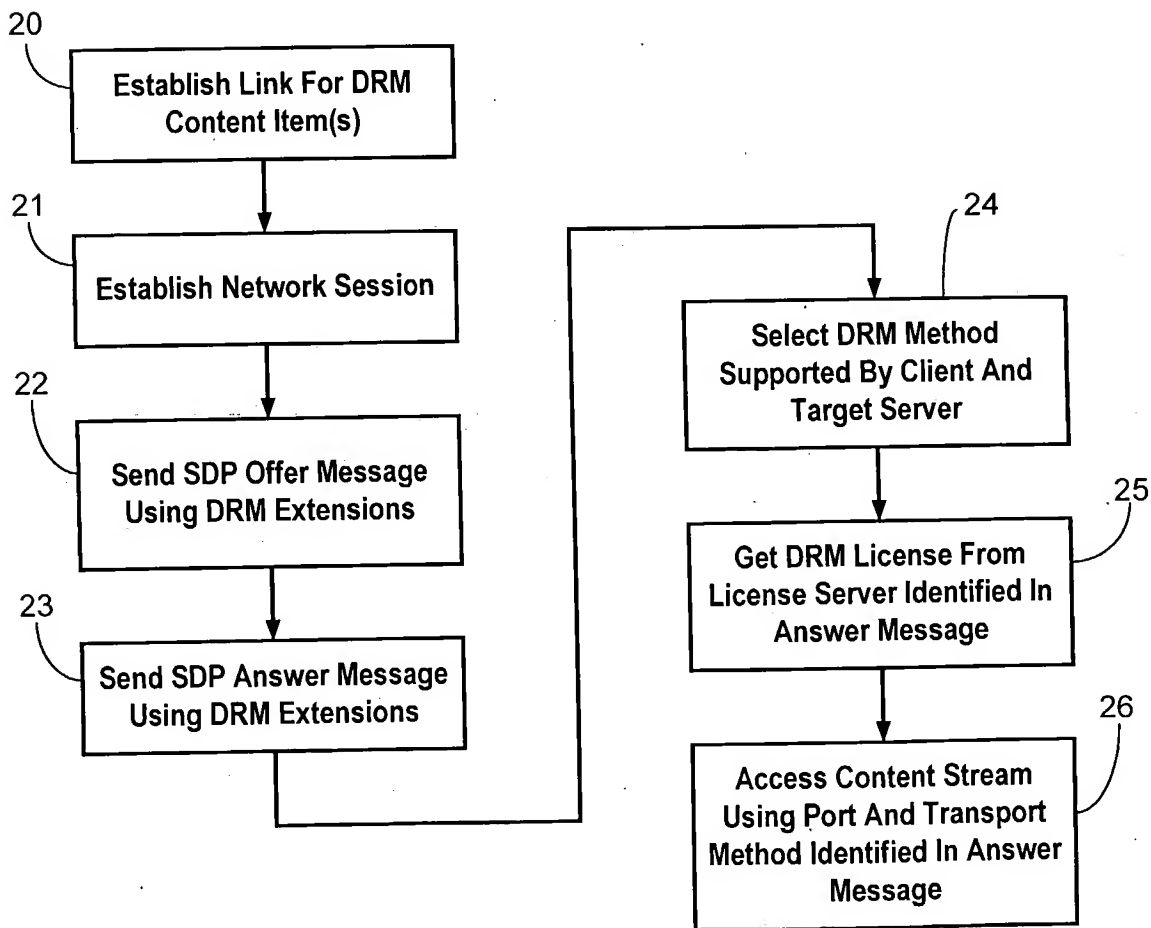 20
Establish Link For DRM
Content Item(s)
21
Establish Network Session
22
Send SDP Offer Message
Using DRM Extensions
23
Send SDP Answer Message
Using DRM Extensions
24
Select DRM Method
Supported By Client And
Target Server
25
Get DRM License From
License Server Identified In
Answer Message
26
Access Content Stream
Using Port And Transport
Method Identified In Answer
Message